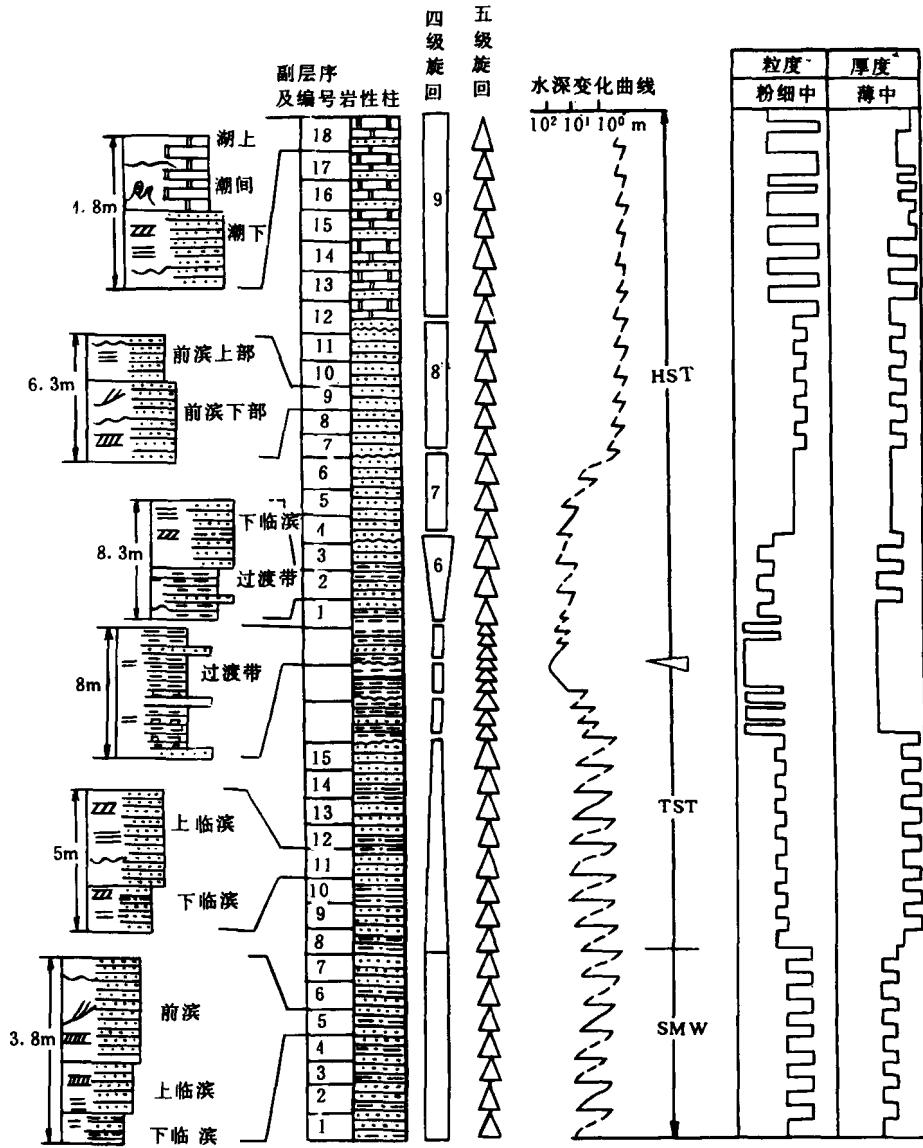 四级旋回
五级旋回
副层序
及编号岩性柱
水深变化曲线
10² 10¹ 10⁰ m
粒度 厚度
粉细中 薄中
18
17
16
15
14
13
12
11
10
9
8
7
6
5
4
3
2
1
15
14
13
12
11
10
9
8
7
6
5
4
3
2
1
湖上
潮间
潮下
1.8m
前滨上部
前滨下部
6.3m
下临滨
过渡带
8.3m
过渡带
8m
上临滨
下临滨
5m
前滨
上临滨
下临滨
3.8m
9
8
7
6
HST
TST
SMW